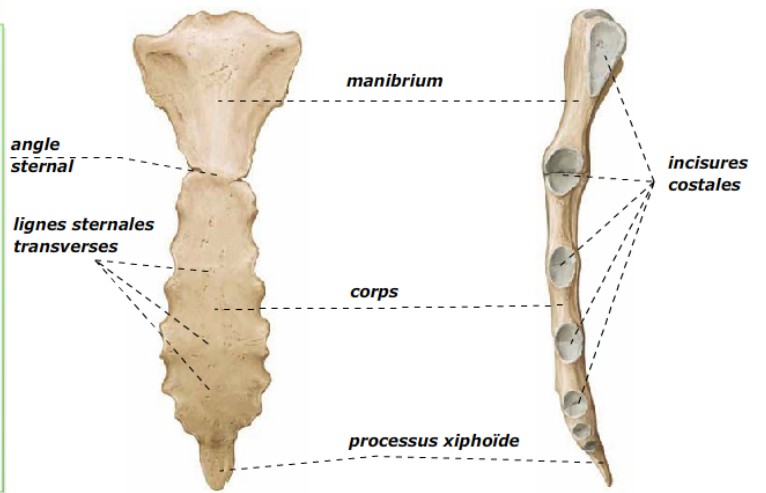 manibrium
angle
sternal
incisures
costales
lignes sternales
transverses
corps
processus xiphoïde